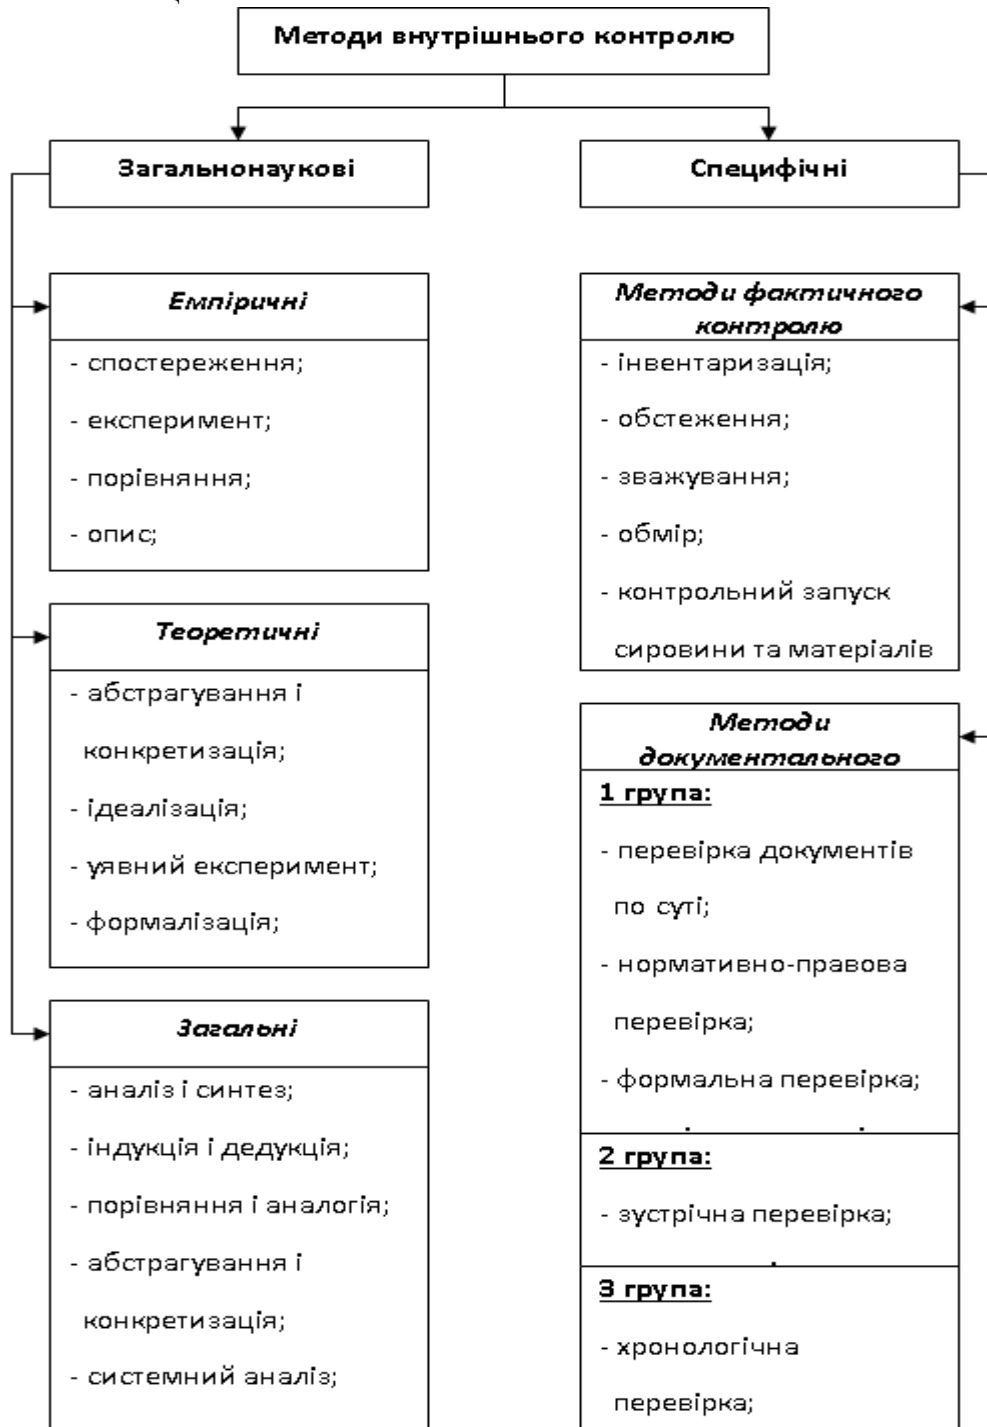 Методи внутрішнього контролю
Загальнонаукові
Емпіричні
- спостереження;
- експеримент;
- порівняння;
- опис;
Теоретичні
- абстрагування і
конкретизація;
- ідеалізація;
- уявний експеримент;
- формалізація;
Загальні
- аналіз і синтез;
- індукція і дедукція;
- порівняння і аналогія;
- абстрагування і
конкретизація;
- системний аналіз;
Специфічні
Методи фактичного
контролю
- інвентаризація;
- обстеження;
- зважування;
- обмір;
- контрольний запуск
сировини та матеріалів
Методи
документального
1 група:
- перевірка документів
по суті;
- нормативно-правова
перевірка;
- формальна перевірка;
2 група:
- зустрічна перевірка;
3 група:
- хронологічна
перевірка;